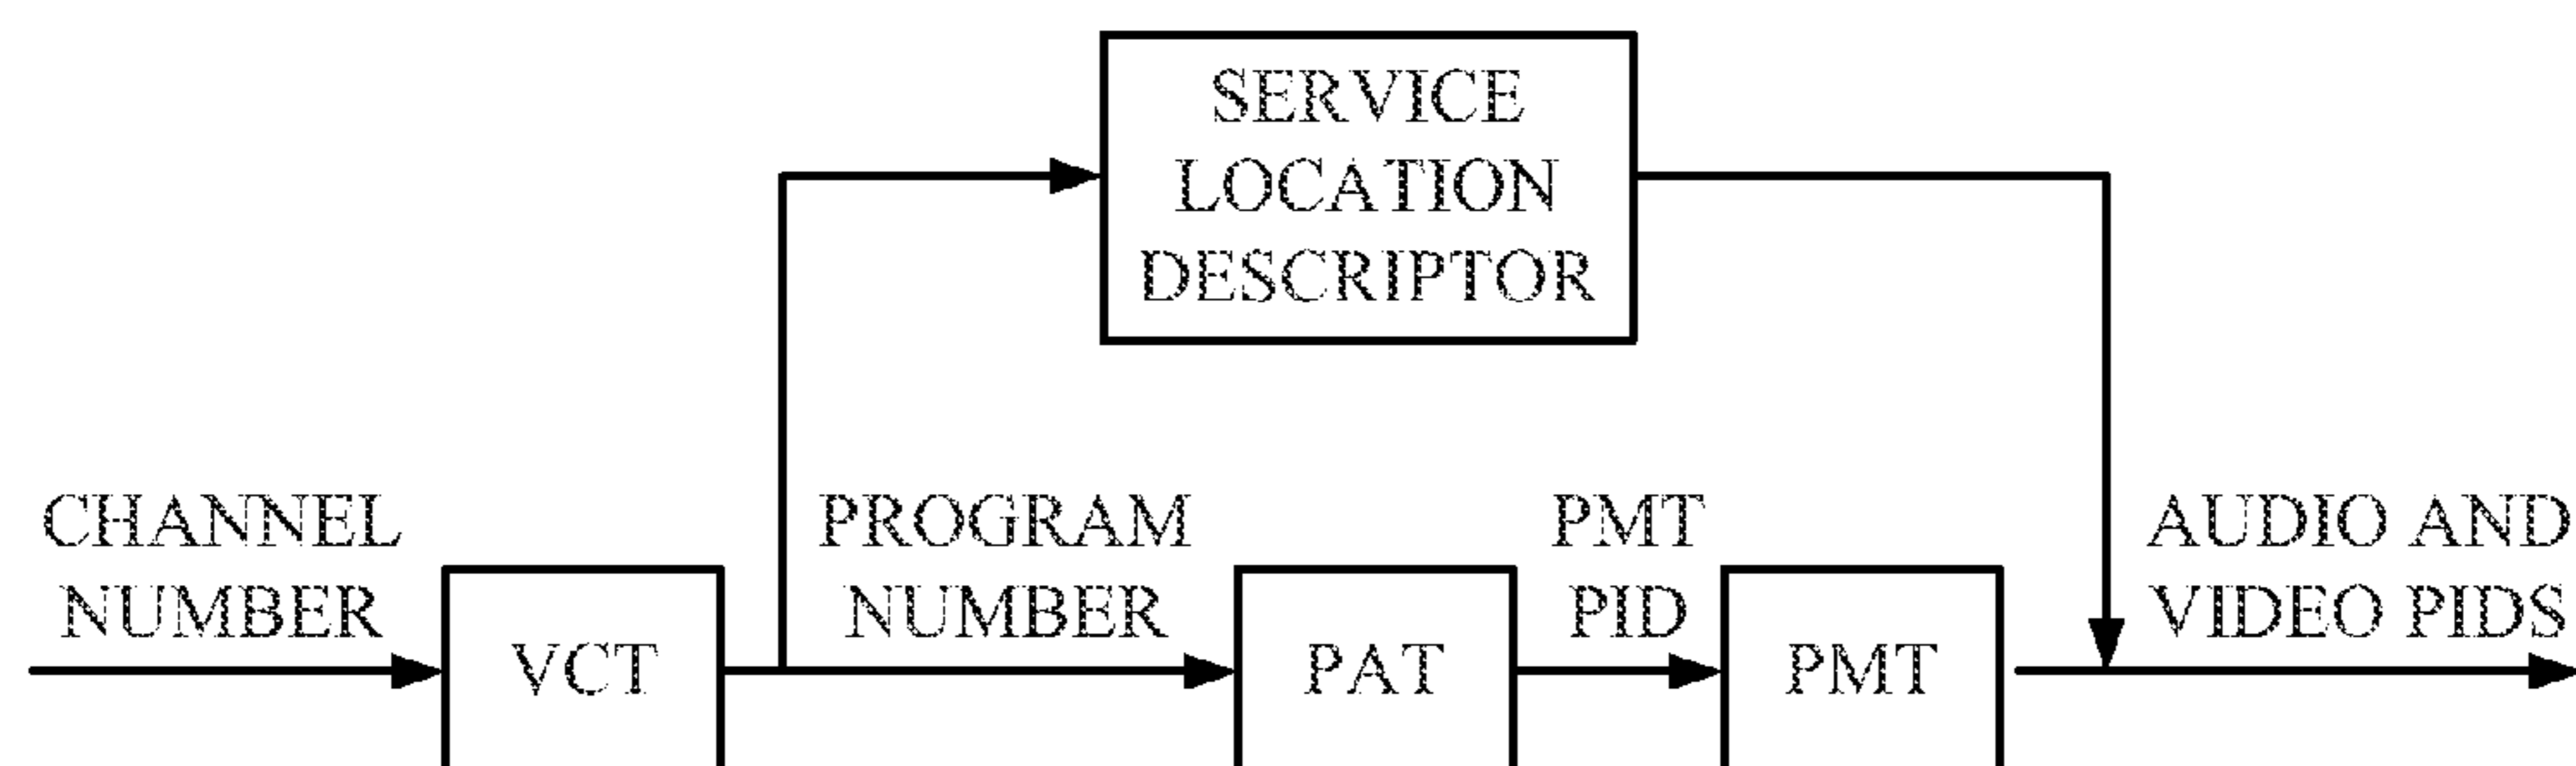 SERVICE
LOCATION
DESCRIPTOR
CHANNEL
NUMBER
VCT
PROGRAM
NUMBER
PAT
PMT
PID
PMT
AUDIO AND
VIDEO PIDS